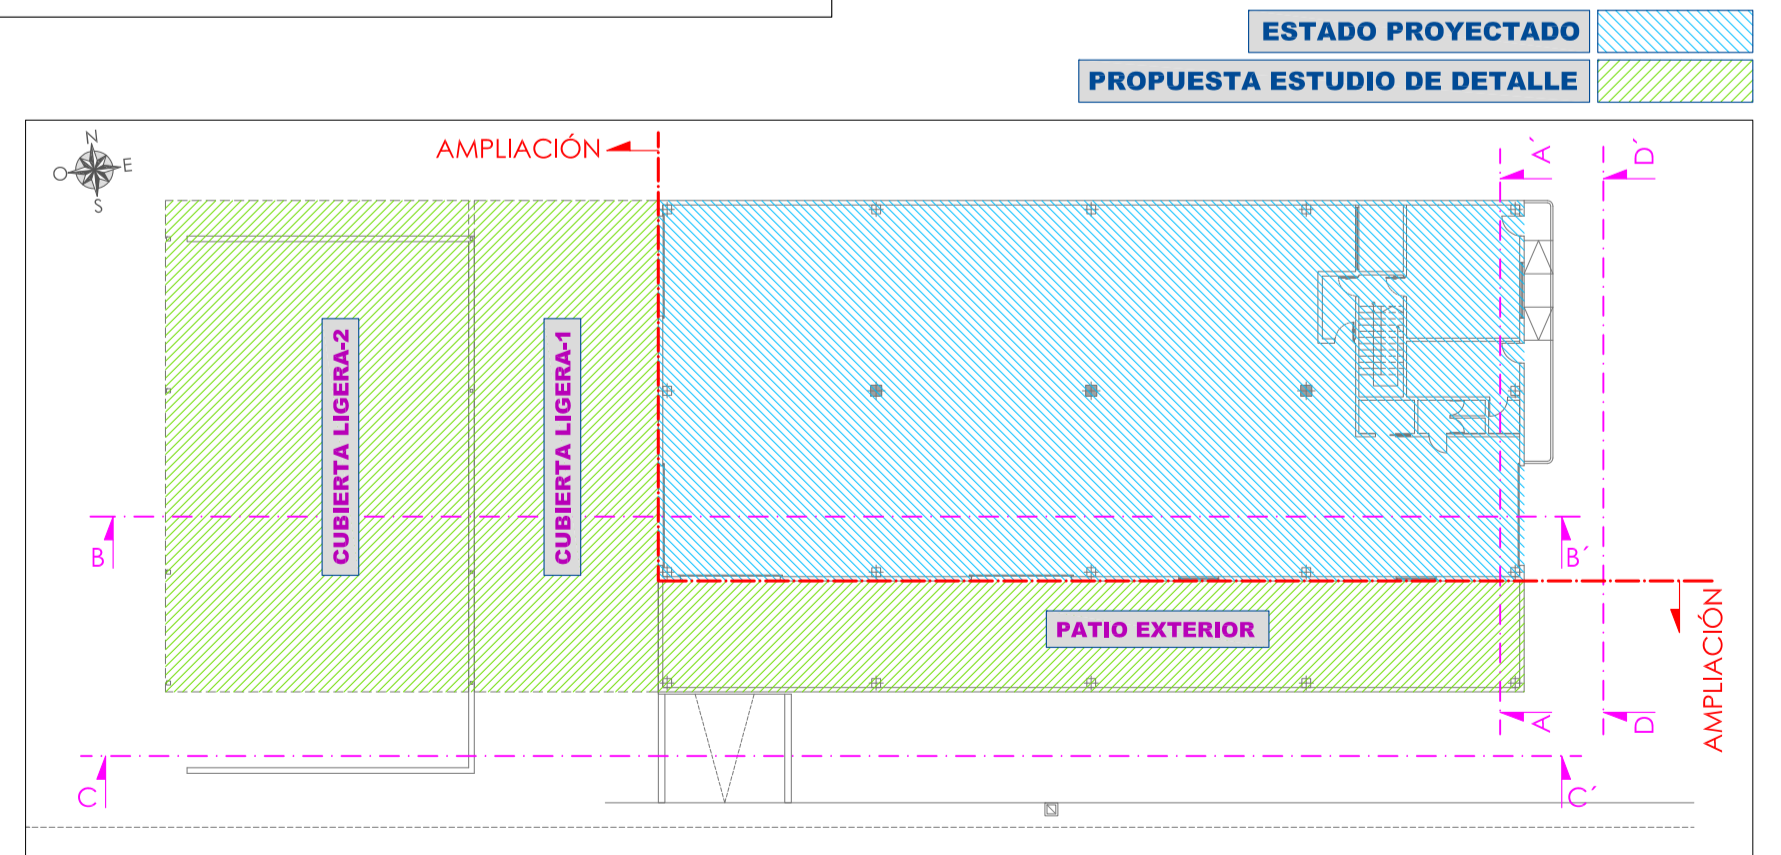 ESTADO PROYECTADO
PROPUESTA ESTUDIO DE DETALLE
N
O
E
S
AMPLIACIÓN
A´
D´
CUBIERTA LIGERA-2
CUBIERTA LIGERA-1
B
B´
PATIO EXTERIOR
AMPLIACIÓN
A
D
C
C´